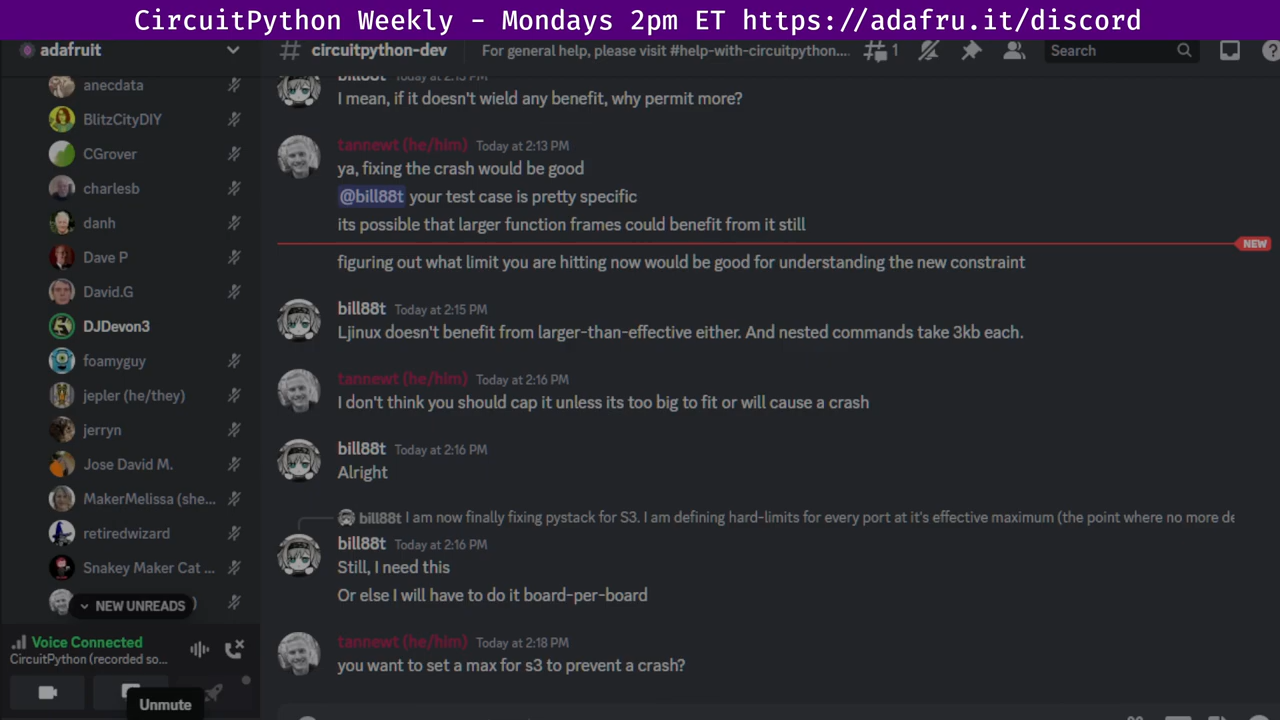 CircuitPython Weekly - Mondays 2pm ET https://adafru.it/discord
adafruit
# circuitpython-dev For general help, please visit #help-with-circuitpython... 1 Search
anecdata
BlitzCityDIY
CGrover
charlesb
danh
Dave P
David.G
DJDevon3
foamyguy
jepler (he/they)
jerryn
Jose David M.
MakerMelissa (she...
retiredwizard
Snakey Maker Cat ...
NEW UNREADS )
Voice Connected
CircuitPython (recorded so...
Unmute
bill88t Today at 2:13 PM
I mean, if it doesn't wield any benefit, why permit more?
tannewt (he/him) Today at 2:13 PM
ya, fixing the crash would be good
@bill88t your test case is pretty specific
its possible that larger function frames could benefit from it still
NEW
figuring out what limit you are hitting now would be good for understanding the new constraint
bill88t Today at 2:15 PM
Ljinux doesn't benefit from larger-than-effective either. And nested commands take 3kb each.
tannewt (he/him) Today at 2:16 PM
I don't think you should cap it unless its too big to fit or will cause a crash
bill88t Today at 2:16 PM
Alright
bill88t I am now finally fixing pystack for S3. I am defining hard-limits for every port at it's effective maximum (the point where no more de
bill88t Today at 2:16 PM
Still, I need this
Or else I will have to do it board-per-board
tannewt (he/him) Today at 2:18 PM
you want to set a max for s3 to prevent a crash?